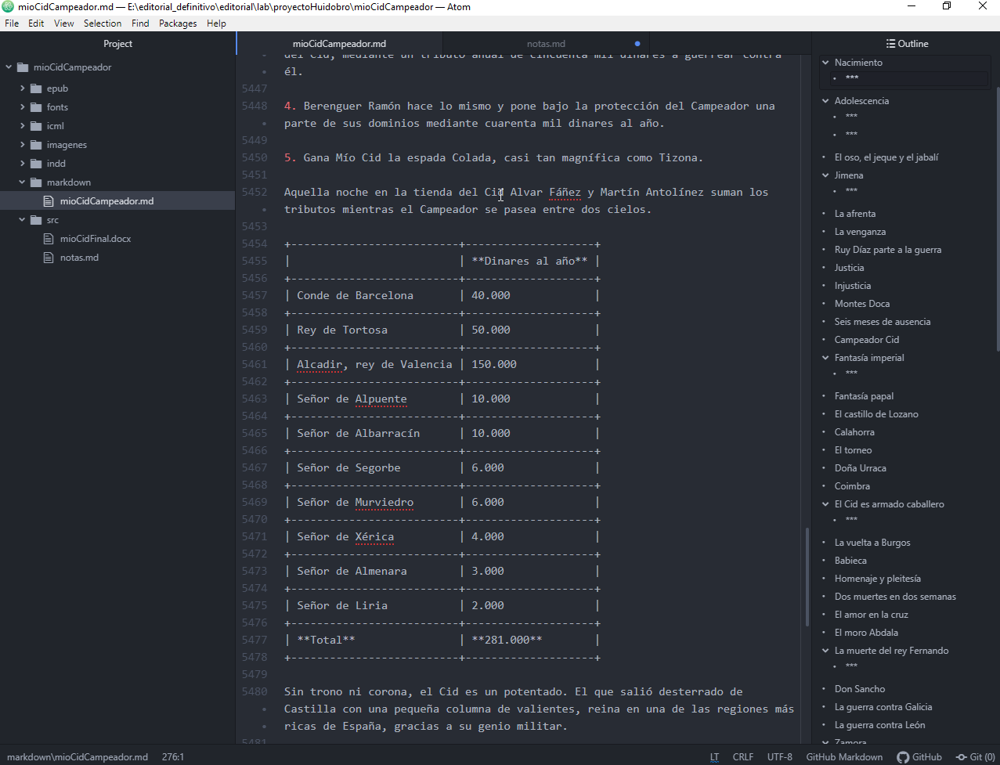 mioCidCampeador.md — E:\editorial_definitivo\editorial\lab\proyectoHuidobro\mioCidCampeador — Atom
File Edit View Selection Find Packages Help
Project
mioCidCampeador
epub
fonts
icml
imagenes
indd
markdown
mioCidCampeador.md
src
mioCidFinal.docx
notas.md
mioCidCampeador.md
notas.md
del Cid, mediante un tributo anual de cincuenta mil dinares a guerrear contra
• él.
5447
5448 4. Berenguer Ramón hace lo mismo y pone bajo la protección del Campeador una
• parte de sus dominios mediante cuarenta mil dinares al año.
5449
5450 5. Gana Mío Cid la espada Colada, casi tan magnífica como Tizona.
5451
5452 Aquella noche en la tienda del Cid Alvar Fáñez y Martín Antolínez suman los
• tributos mientras el Campeador se pasea entre dos cielos.
5453
5454 +--------------------------+--------------------+
5455 |                          | **Dinares al año** |
5456 +--------------------------+--------------------+
5457 | Conde de Barcelona       | 40.000             |
5458 +--------------------------+--------------------+
5459 | Rey de Tortosa           | 50.000             |
5460 +--------------------------+--------------------+
5461 | Alcadir, rey de Valencia | 150.000            |
5462 +--------------------------+--------------------+
5463 | Señor de Alpuente        | 10.000             |
5464 +--------------------------+--------------------+
5465 | Señor de Albarracín      | 10.000             |
5466 +--------------------------+--------------------+
5467 | Señor de Segorbe         | 6.000              |
5468 +--------------------------+--------------------+
5469 | Señor de Murviedro       | 6.000              |
5470 +--------------------------+--------------------+
5471 | Señor de Xérica          | 4.000              |
5472 +--------------------------+--------------------+
5473 | Señor de Almenara        | 3.000              |
5474 +--------------------------+--------------------+
5475 | Señor de Liria           | 2.000              |
5476 +--------------------------+--------------------+
5477 | **Total**                | **281.000**        |
5478 +--------------------------+--------------------+
5479
5480 Sin trono ni corona, el Cid es un potentado. El que salió desterrado de
• Castilla con una pequeña columna de valientes, reina en una de las regiones más
• ricas de España, gracias a su genio militar.
5481
Outline
Nacimiento
• ***
Adolescencia
• ***
• ***
• El oso, el jeque y el jabalí
Jimena
• ***
• La afrenta
• La venganza
• Ruy Díaz parte a la guerra
• Justicia
• Injusticia
• Montes Doca
• Seis meses de ausencia
• Campeador Cid
Fantasía imperial
• ***
• Fantasía papal
• El castillo de Lozano
• Calahorra
• El torneo
• Doña Urraca
• Coimbra
El Cid es armado caballero
• ***
• La vuelta a Burgos
• Babieca
• Homenaje y pleitesía
• Dos muertes en dos semanas
• El amor en la cruz
• El moro Abdala
La muerte del rey Fernando
• ***
• Don Sancho
• La guerra contra Galicia
• La guerra contra León
Zamora
markdown\mioCidCampeador.md 276:1 LT CRLF UTF-8 GitHub Markdown GitHub Git (0)